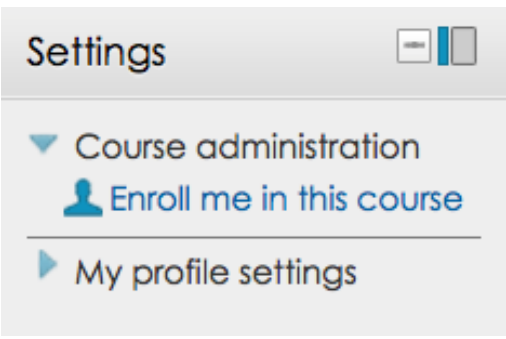 Settings
Course administration
Enroll me in this course
My profile settings